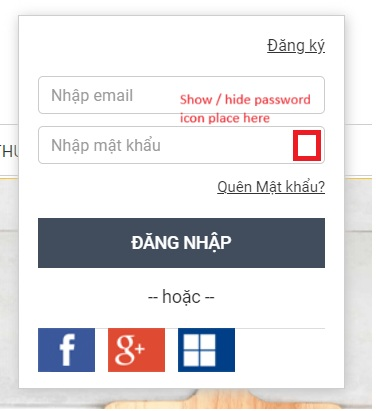 Đăng ký
Nhập email
Show / hide password
icon place here
THU
Nhập mật khẩu
Quên Mật khẩu?
ĐĂNG NHẬP
-- hoặc --
f
g+